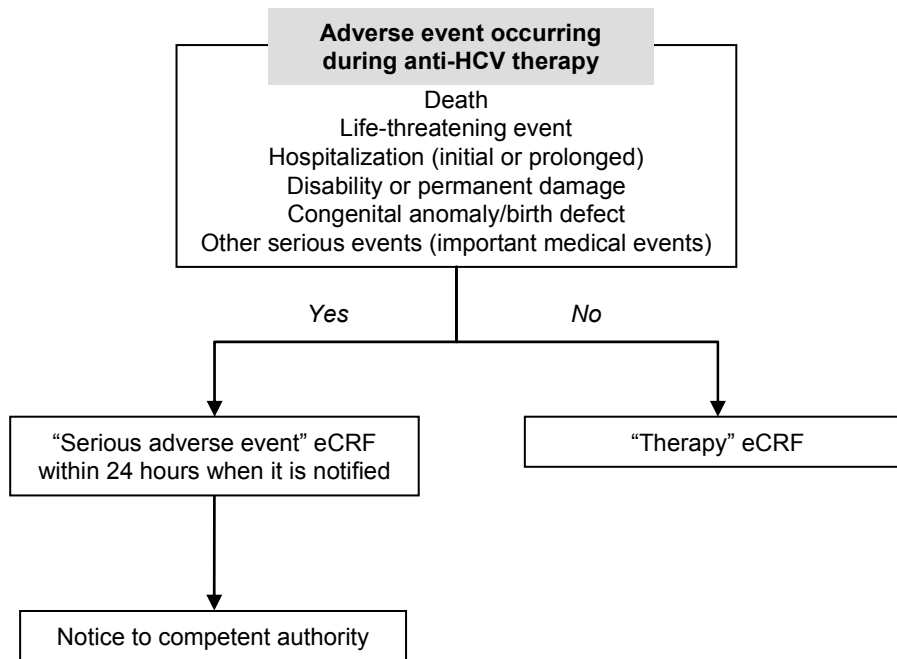 Adverse event occurring
during anti-HCV therapy
Death
Life-threatening event
Hospitalization (initial or prolonged)
Disability or permanent damage
Congenital anomaly/birth defect
Other serious events (important medical events)
Yes
No
“Serious adverse event” eCRF
within 24 hours when it is notified
“Therapy” eCRF
Notice to competent authority